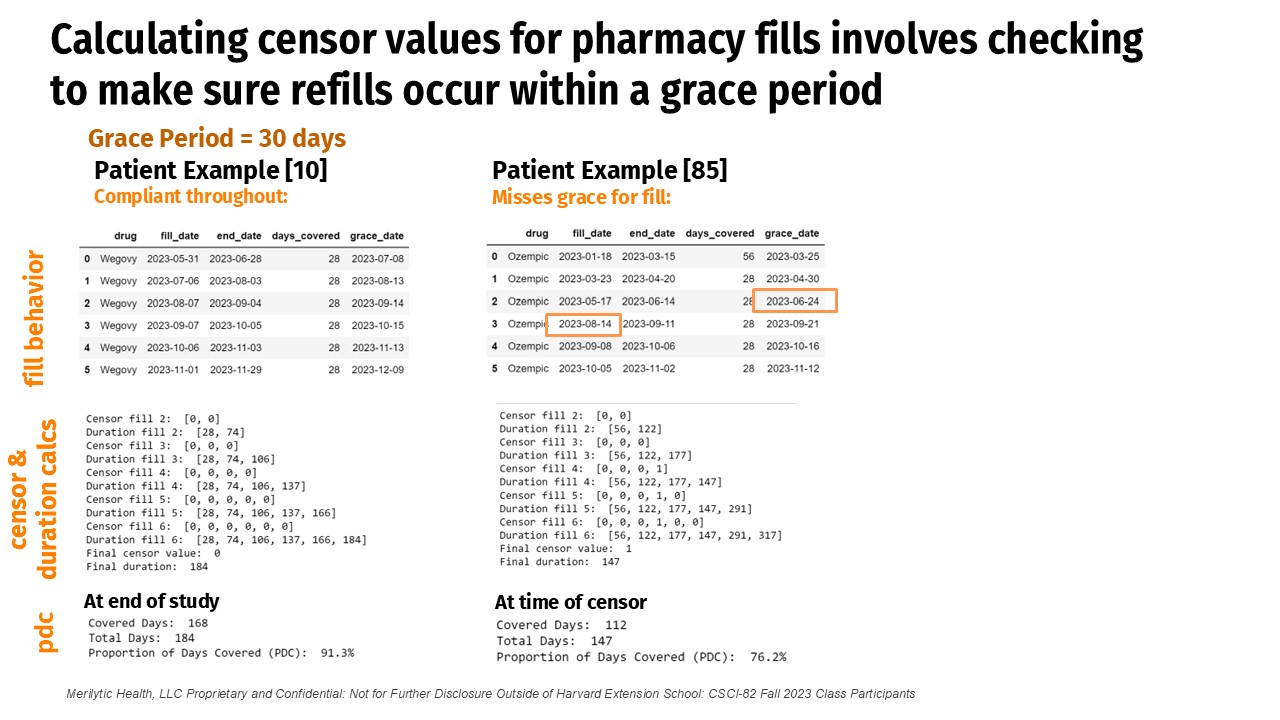 Calculating censor values for pharmacy fills involves checking
to make sure refills occur within a grace period
Grace Period = 30 days
Patient Example [10]
Compliant throughout:
fill behavior
drug fill_date end_date days_covered grace_date
0 Wegovy 2023-05-31 2023-06-28 28 2023-07-08
1 Wegovy 2023-07-06 2023-08-03 28 2023-08-13
2 Wegovy 2023-08-07 2023-09-04 28 2023-09-14
3 Wegovy 2023-09-07 2023-10-05 28 2023-10-15
4 Wegovy 2023-10-06 2023-11-03 28 2023-11-13
5 Wegovy 2023-11-01 2023-11-29 28 2023-12-09
Patient Example [85]
Misses grace for fill:
drug fill_date end_date days_covered grace_date
0 Ozempic 2023-01-18 2023-03-15 56 2023-03-25
1 Ozempic 2023-03-23 2023-04-20 28 2023-04-30
2 Ozempic 2023-05-17 2023-06-14 28 2023-06-24
3 Ozempic 2023-08-14 2023-09-11 28 2023-09-21
4 Ozempic 2023-09-08 2023-10-06 28 2023-10-16
5 Ozempic 2023-10-05 2023-11-02 28 2023-11-12
censor &
duration calcs
Censor fill 2: [0, 0]
Duration fill 2: [28, 74]
Censor fill 3: [0, 0, 0]
Duration fill 3: [28, 74, 106]
Censor fill 4: [0, 0, 0, 0]
Duration fill 4: [28, 74, 106, 137]
Censor fill 5: [0, 0, 0, 0, 0]
Duration fill 5: [28, 74, 106, 137, 166]
Censor fill 6: [0, 0, 0, 0, 0, 0]
Duration fill 6: [28, 74, 106, 137, 166, 184]
Final censor value: 0
Final duration: 184
Censor fill 2: [0, 0]
Duration fill 2: [56, 122]
Censor fill 3: [0, 0, 0]
Duration fill 3: [56, 122, 177]
Censor fill 4: [0, 0, 0, 1]
Duration fill 4: [56, 122, 177, 147]
Censor fill 5: [0, 0, 0, 1, 0]
Duration fill 5: [56, 122, 177, 147, 291]
Censor fill 6: [0, 0, 0, 1, 0, 0]
Duration fill 6: [56, 122, 177, 147, 291, 317]
Final censor value: 1
Final duration: 147
pdc
At end of study
Covered Days: 168
Total Days: 184
Proportion of Days Covered (PDC): 91.3%
At time of censor
Covered Days: 112
Total Days: 147
Proportion of Days Covered (PDC): 76.2%
Merilytic Health, LLC Proprietary and Confidential: Not for Further Disclosure Outside of Harvard Extension School: CSCI-82 Fall 2023 Class Participants